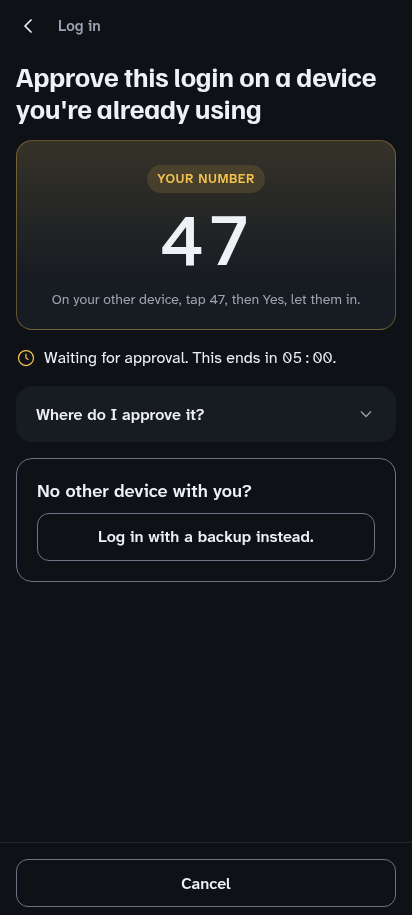 Log in
Approve this login on a device
you're already using
YOUR NUMBER
47
On your other device, tap 47, then Yes, let them in.
Waiting for approval. This ends in 05:00.
Where do I approve it?
No other device with you?
Log in with a backup instead.
Cancel